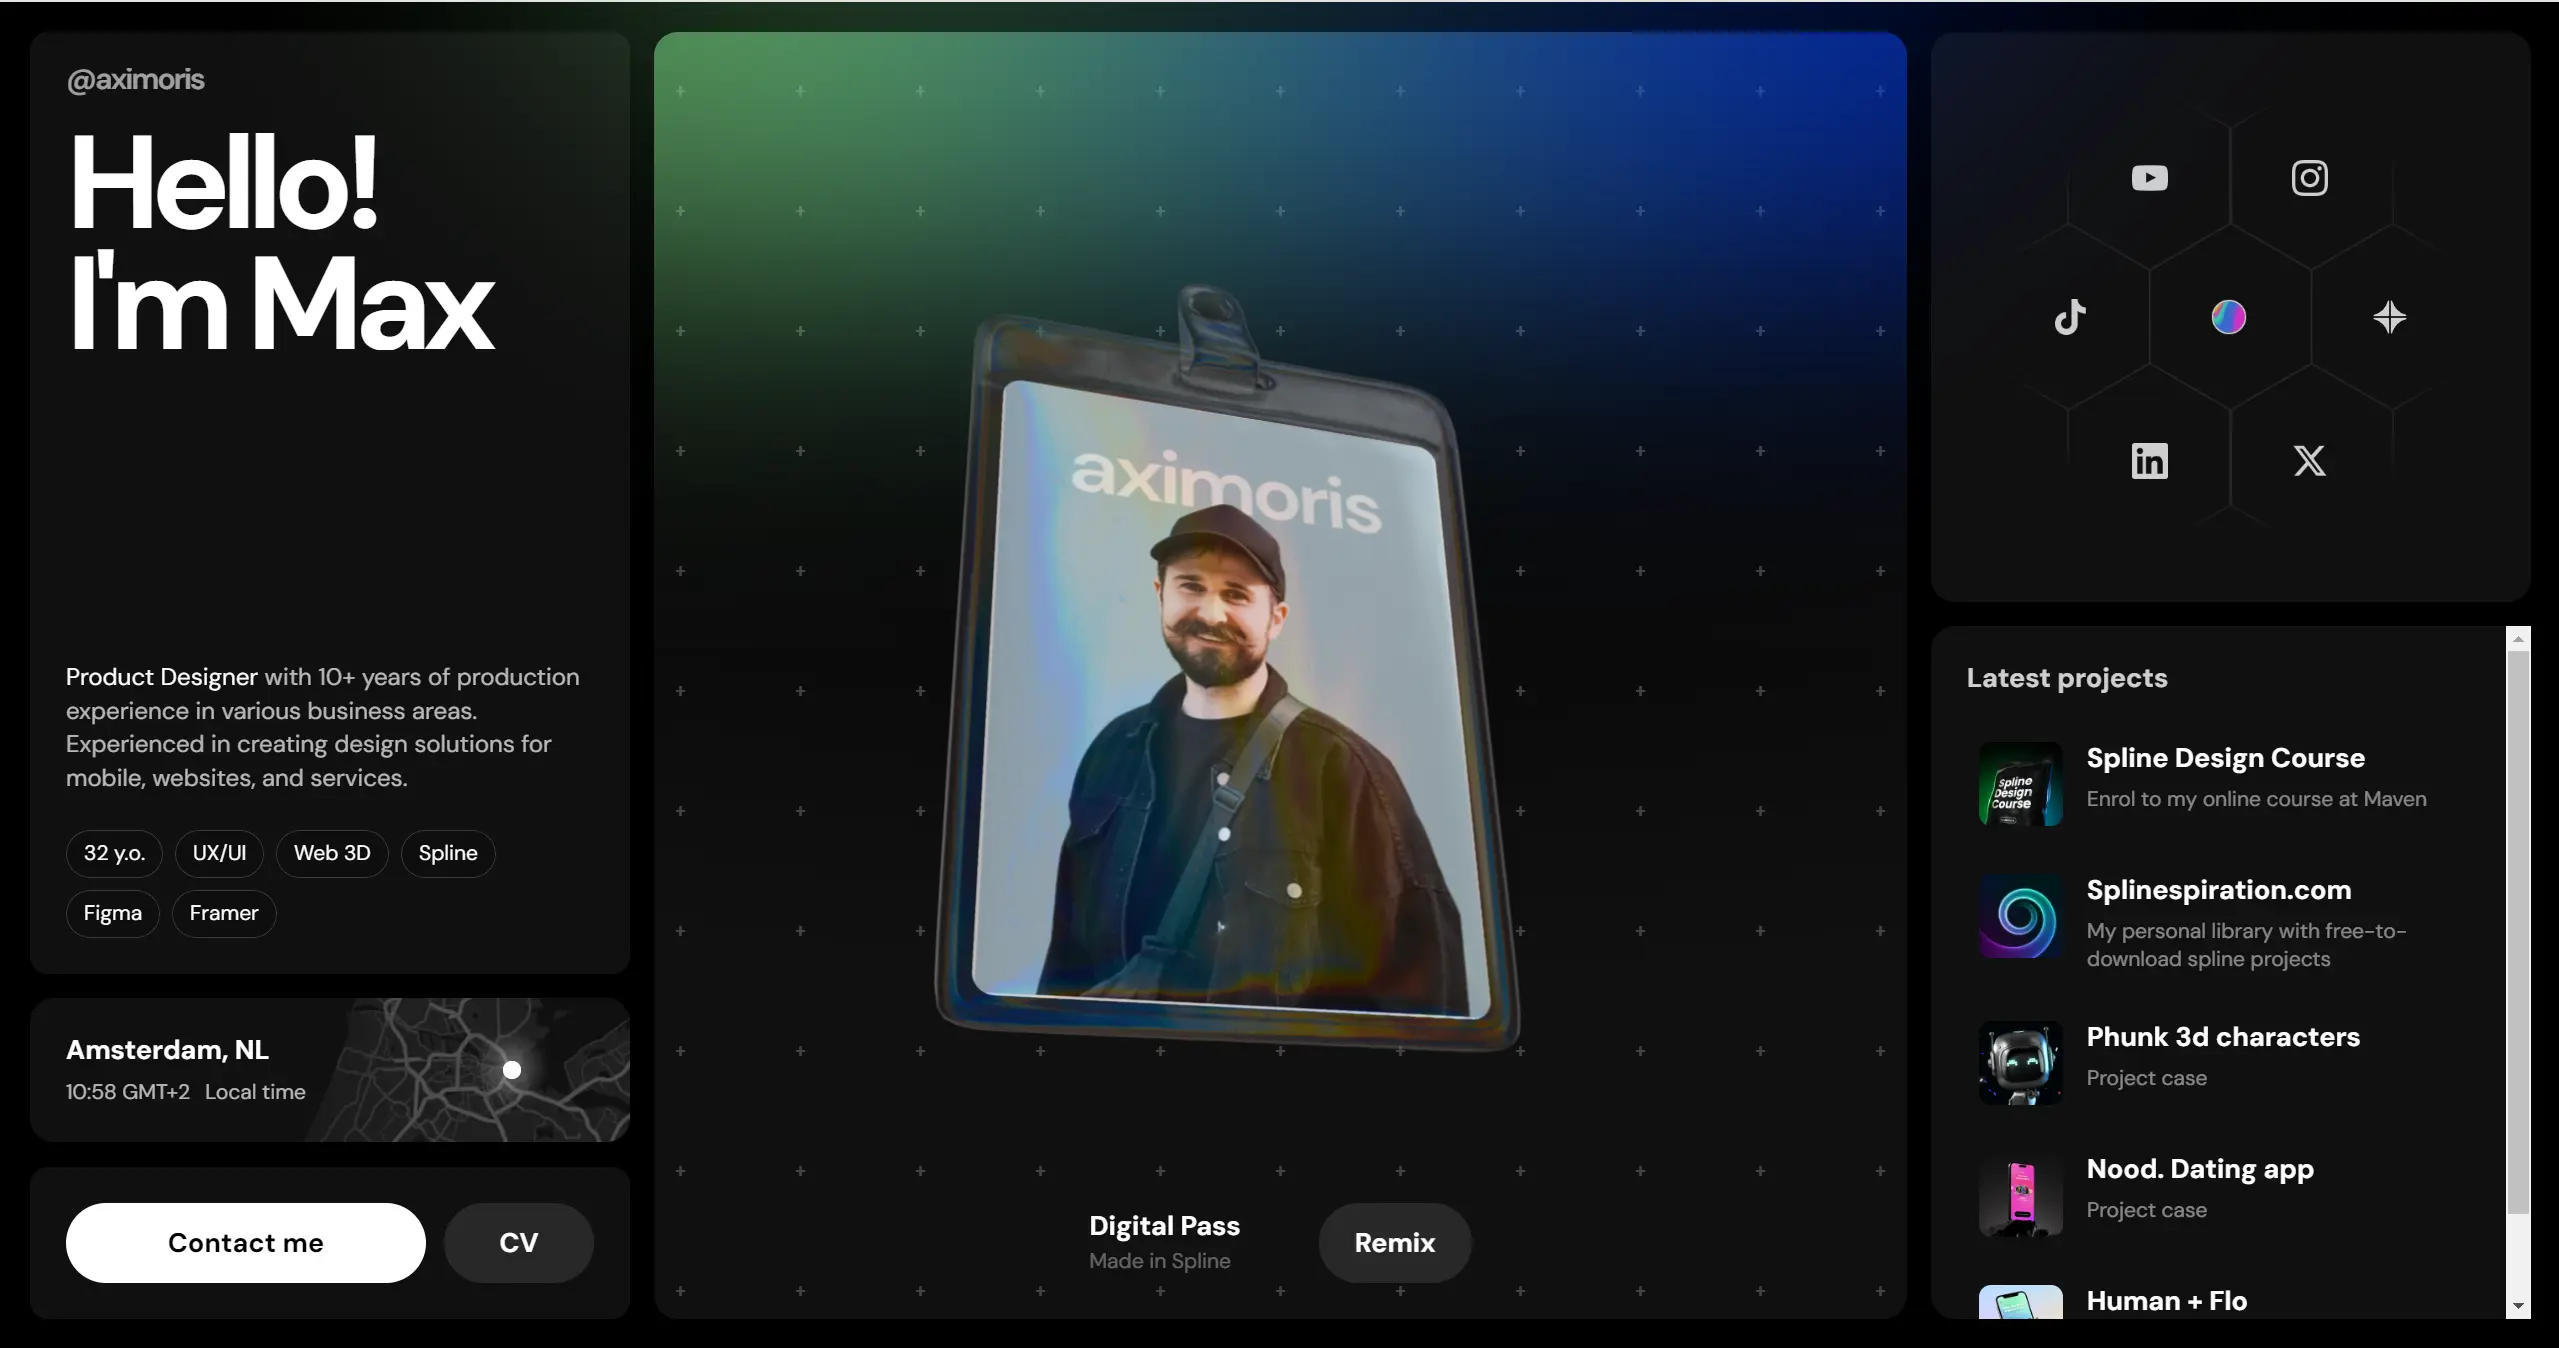 @aximoris
Hello!
I'm Max
Product Designer with 10+ years of production
experience in various business areas.
Experienced in creating design solutions for
mobile, websites, and services.
32 y.o.
UX/UI
Web 3D
Spline
Figma
Framer
Amsterdam, NL
10:58 GMT+2 Local time
Contact me
CV
aximoris
Digital Pass
Made in Spline
Remix
in
Latest projects
Spline
Design
Course
Spline Design Course
Enrol to my online course at Maven
Splinespiration.com
My personal library with free-to-
download spline projects
Phunk 3d characters
Project case
Nood. Dating app
Project case
Human + Flo